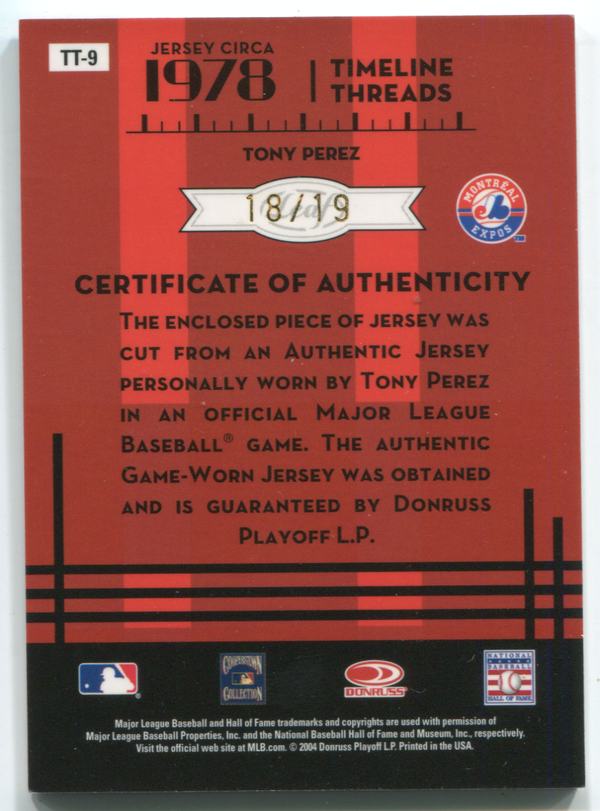 TT-9
JERSEY CIRCA
1978
TIMELINE
THREADS
TONY PEREZ
Leaf
18/19
MONTRÉAL
EXPOS
TM
CERTIFICATE OF AUTHENTICITY
THE ENCLOSED PIECE OF JERSEY WAS
CUT FROM AN AUTHENTIC JERSEY
PERSONALLY WORN BY TONY PEREZ
IN AN OFFICIAL MAJOR LEAGUE
BASEBALL® GAME. THE AUTHENTIC
GAME-WORN JERSEY WAS OBTAINED
AND IS GUARANTEED BY DONRUSS
PLAYOFF L.P.
COOPERSTOWN
COLLECTION
DONRUSS
NATIONAL
BASEBALL
HALL OF FAME
Major League Baseball and Hall of Fame trademarks and copyrights are used with permission of
Major League Baseball Properties, Inc. and the National Baseball Hall of Fame and Museum, Inc., respectively.
Visit the official web site at MLB.com. © 2004 Donruss Playoff L.P. Printed in the USA.